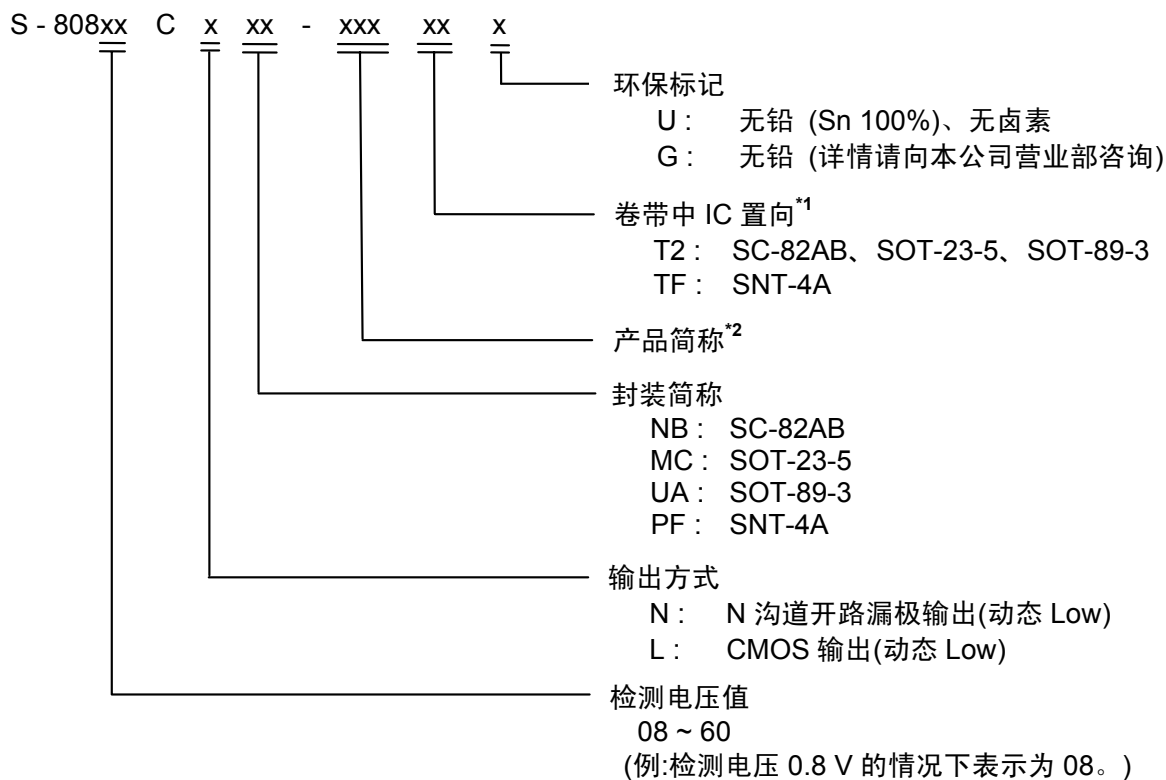 S - 808xx C x xx - xxx xx x
环保标记
U : 无铅 (Sn 100%)、无卤素
G : 无铅 (详情请向本公司营业部咨询)
卷带中 IC 置向*1
T2 : SC-82AB、SOT-23-5、SOT-89-3
TF : SNT-4A
产品简称*2
封装简称
NB : SC-82AB
MC : SOT-23-5
UA : SOT-89-3
PF : SNT-4A
输出方式
N : N 沟道开路漏极输出(动态 Low)
L : CMOS 输出(动态 Low)
检测电压值
08 ~ 60
(例:检测电压 0.8 V 的情况下表示为 08。)